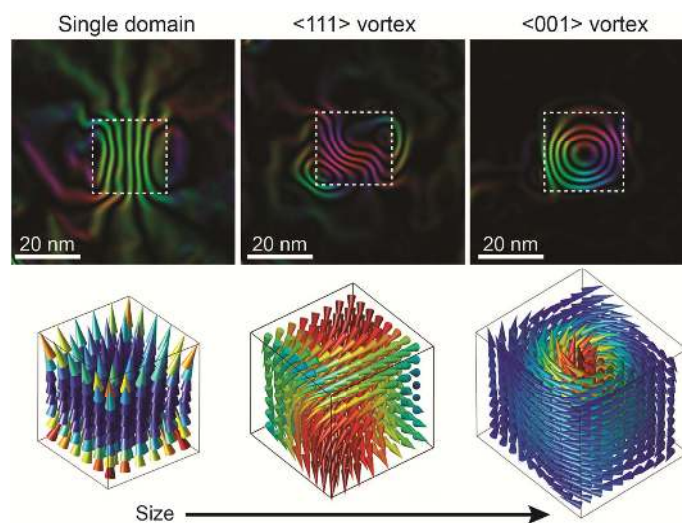 Single domain
<111> vortex
<001> vortex
20 nm
20 nm
20 nm
Size